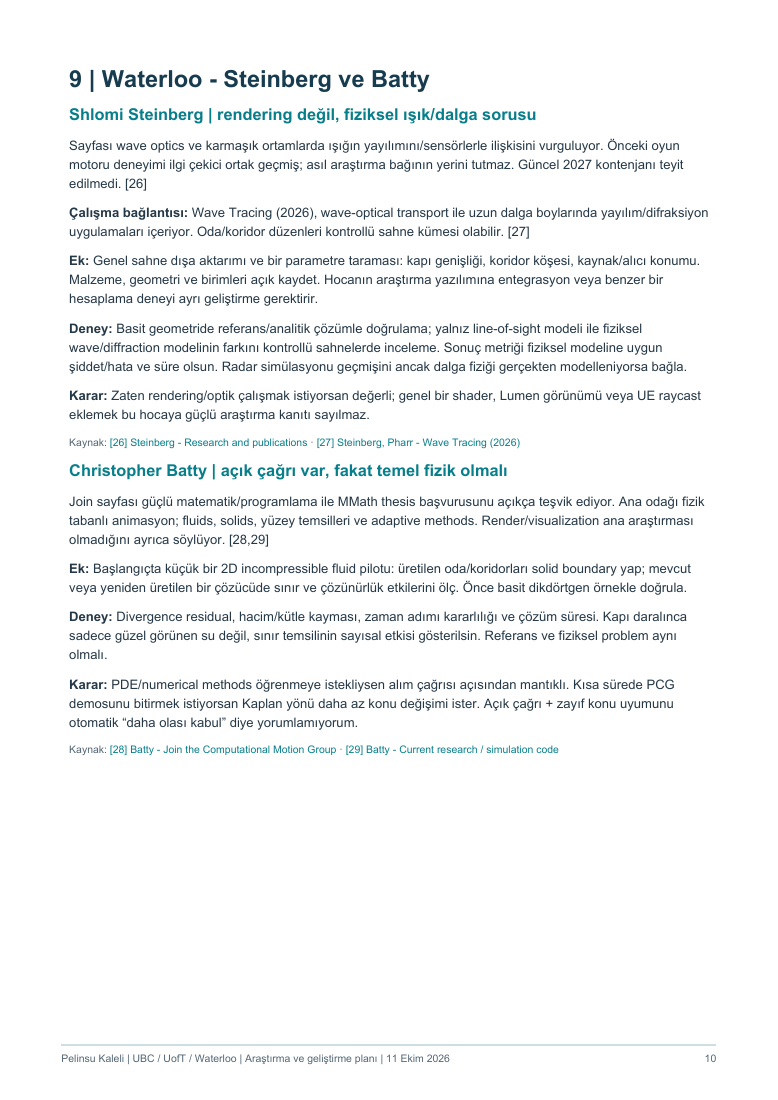 9 | Waterloo - Steinberg ve Batty
Shlomi Steinberg | rendering değil, fiziksel ışık/dalga sorusu
Sayfası wave optics ve karmaşık ortamlarda ışığın yayılımını/sensörlerle ilişkisini vurguluyor. Önceki oyun
motoru deneyimi ilgi çekici ortak geçmiş; asıl araştırma bağının yerini tutmaz. Güncel 2027 kontenjanı teyit
edilmedi. [26]
Çalışma bağlantısı: Wave Tracing (2026), wave-optical transport ile uzun dalga boylarında yayılım/difraksiyon
uygulamaları içeriyor. Oda/koridor düzenleri kontrollü sahne kümesi olabilir. [27]
Ek: Genel sahne dışa aktarımı ve bir parametre taraması: kapı genişliği, koridor köşesi, kaynak/alıcı konumu.
Malzeme, geometri ve birimleri açık kaydet. Hocanın araştırma yazılımına entegrasyon veya benzer bir
hesaplama deneyi ayrı geliştirme gerektirir.
Deney: Basit geometride referans/analitik çözümle doğrulama; yalnız line-of-sight modeli ile fiziksel
wave/diffraction modelinin farkını kontrollü sahnelerde inceleme. Sonuç metriği fiziksel modeline uygun
şiddet/hata ve süre olsun. Radar simülasyonu geçmişini ancak dalga fiziği gerçekten modelleniyorsa bağla.
Karar: Zaten rendering/optik çalışmak istiyorsan değerli; genel bir shader, Lumen görünümü veya UE raycast
eklemek bu hocaya güçlü araştırma kanıtı sayılmaz.
Kaynak: [26] Steinberg - Research and publications · [27] Steinberg, Pharr - Wave Tracing (2026)
Christopher Batty | açık çağrı var, fakat temel fizik olmalı
Join sayfası güçlü matematik/programlama ile MMath thesis başvurusunu açıkça teşvik ediyor. Ana odağı fizik
tabanlı animasyon; fluids, solids, yüzey temsilleri ve adaptive methods. Render/visualization ana araştırması
olmadığını ayrıca söylüyor. [28,29]
Ek: Başlangıçta küçük bir 2D incompressible fluid pilotu: üretilen oda/koridorları solid boundary yap; mevcut
veya yeniden üretilen bir çözücüde sınır ve çözünürlük etkilerini ölç. Önce basit dikdörtgen örnekle doğrula.
Deney: Divergence residual, hacim/kütle kayması, zaman adımı kararlılığı ve çözüm süresi. Kapı daralınca
sadece güzel görünen su değil, sınır temsilinin sayısal etkisi gösterilsin. Referans ve fiziksel problem aynı
olmalı.
Karar: PDE/numerical methods öğrenmeye istekliysen alım çağrısı açısından mantıklı. Kısa sürede PCG
demosunu bitirmek istiyorsan Kaplan yönü daha az konu değişimi ister. Açık çağrı + zayıf konu uyumunu
otomatik “daha olası kabul” diye yorumlamıyorum.
Kaynak: [28] Batty - Join the Computational Motion Group · [29] Batty - Current research / simulation code
Pelinsu Kaleli | UBC / UofT / Waterloo | Araştırma ve geliştirme planı | 11 Ekim 2026
10